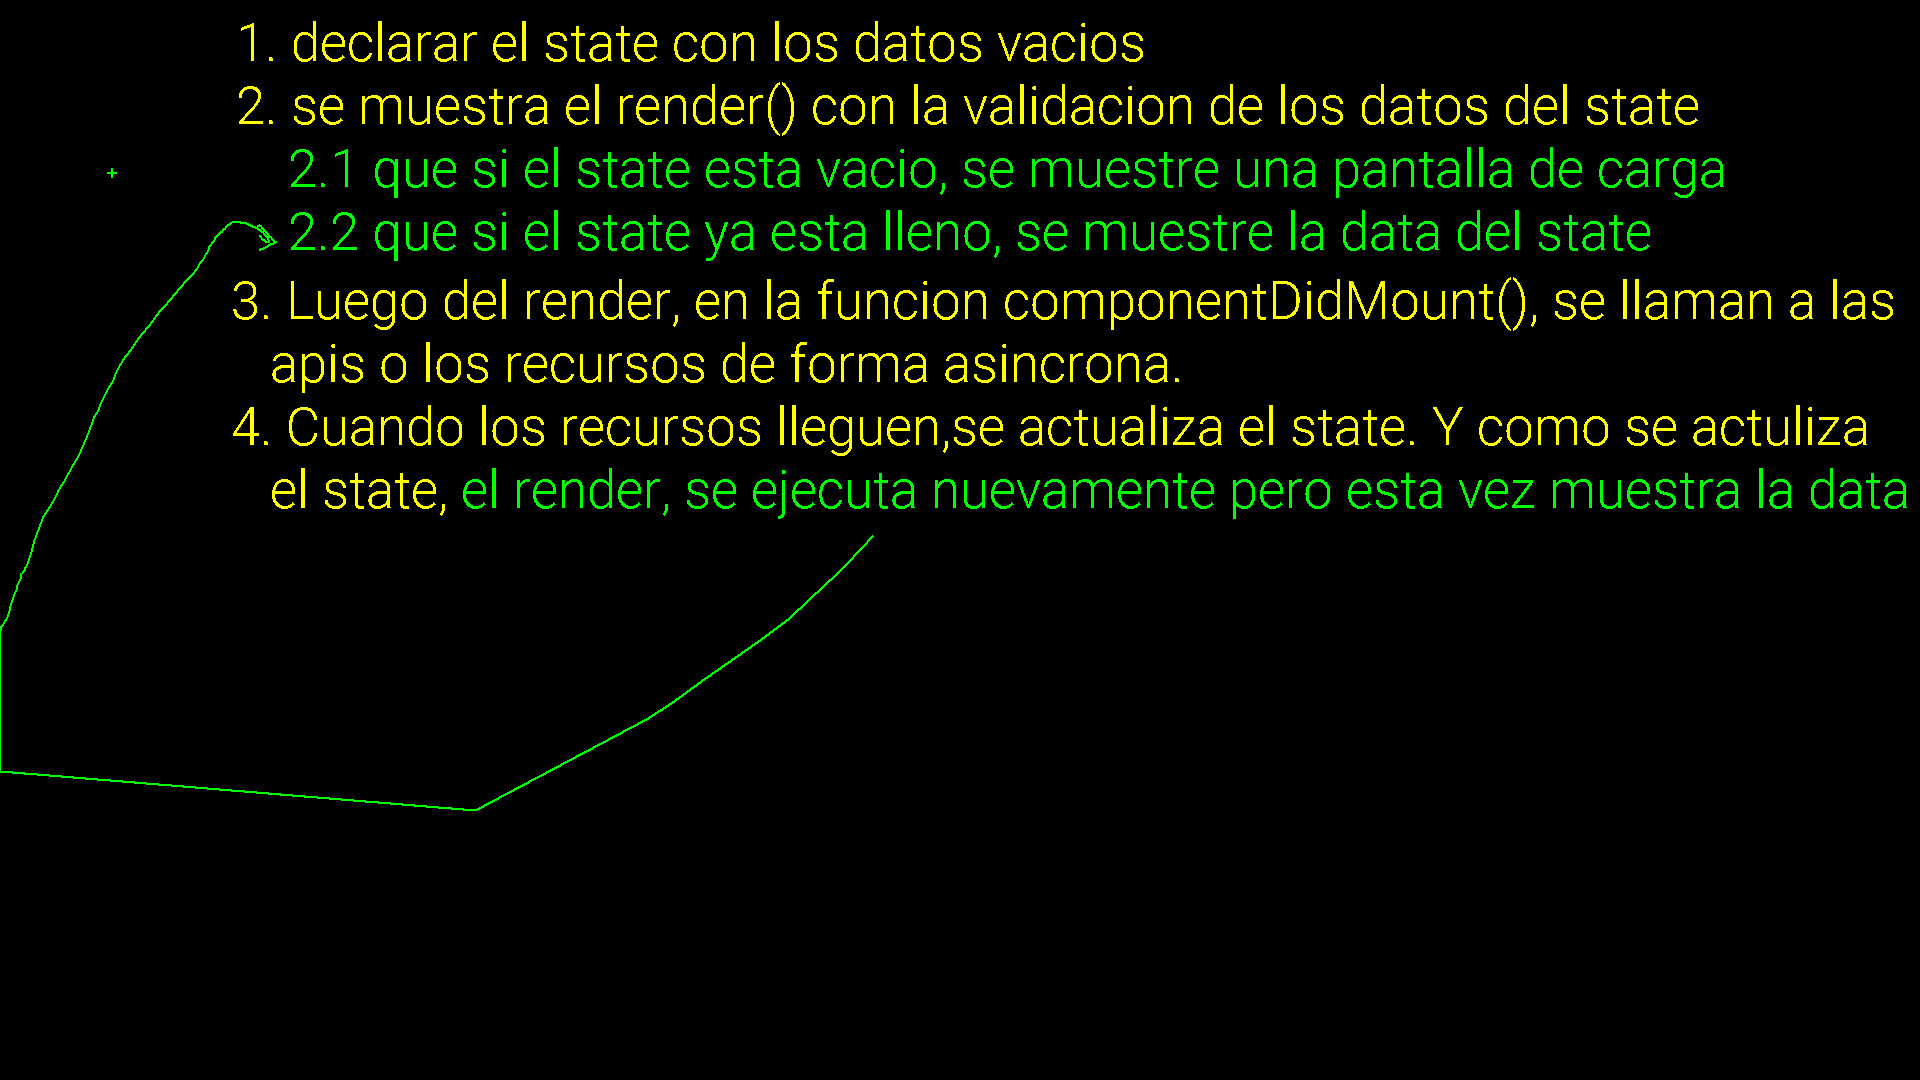 1. declarar el state con los datos vacios
2. se muestra el render() con la validacion de los datos del state
2.1 que si el state esta vacio, se muestre una pantalla de carga
2.2 que si el state ya esta lleno, se muestre la data del state
3. Luego del render, en la funcion componentDidMount(), se llaman a las
apis o los recursos de forma asincrona.
4. Cuando los recursos lleguen,se actualiza el state. Y como se actuliza
el state, el render, se ejecuta nuevamente pero esta vez muestra la data